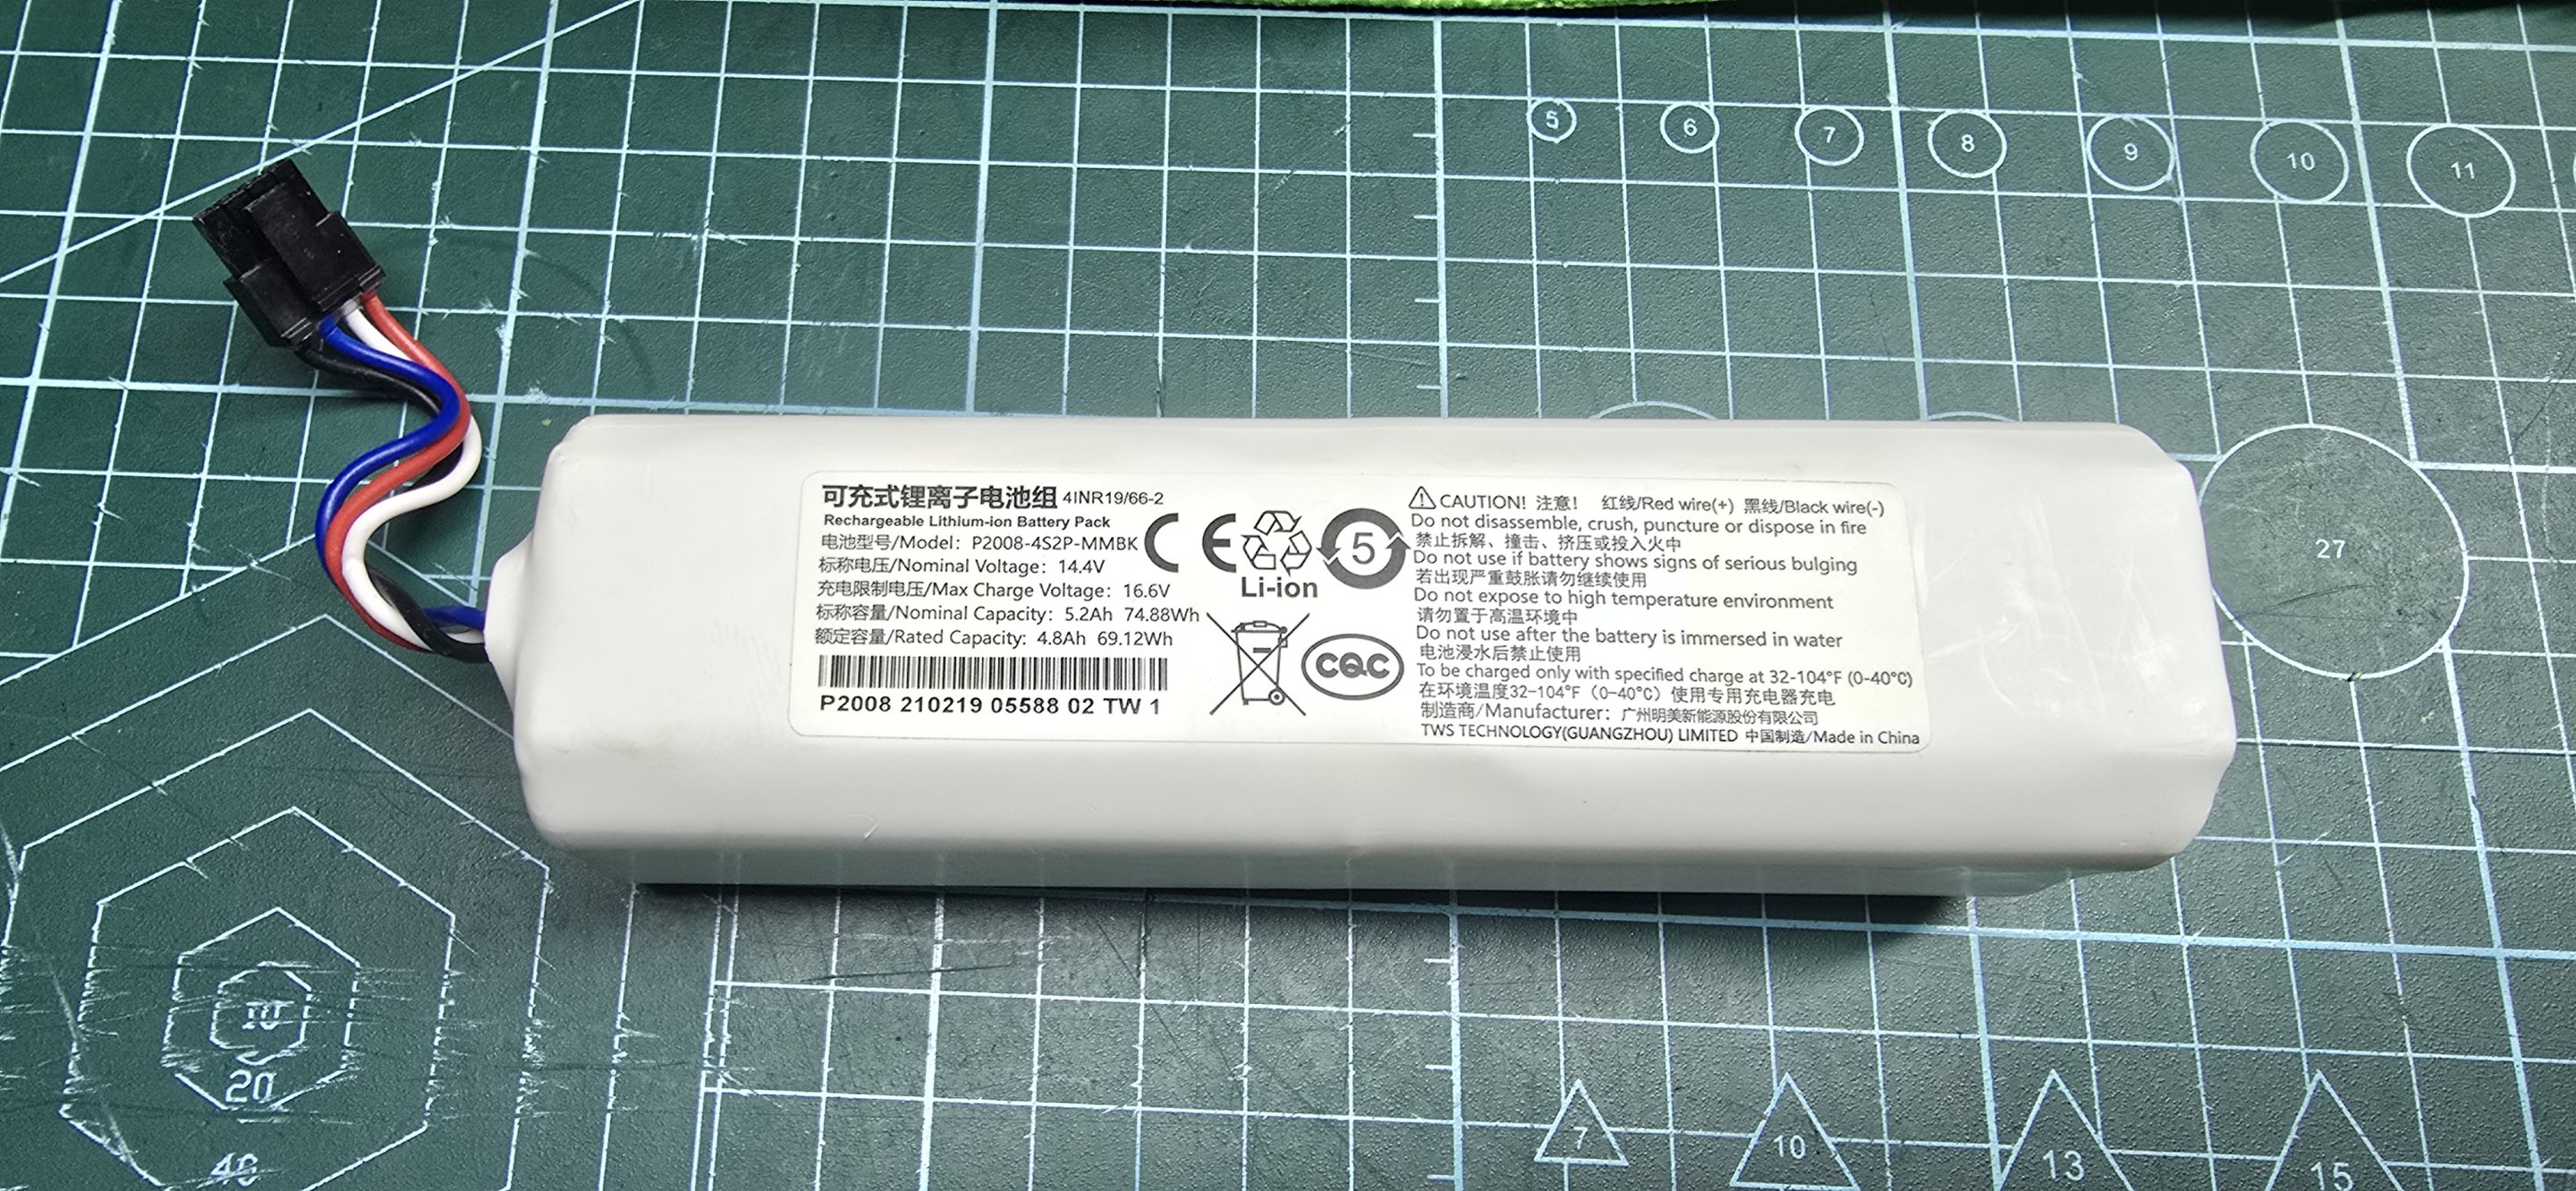 5 6 7 8 9 10 11
可充式锂离子电池组 4INR19/66-2
Rechargeable Lithium-ion Battery Pack
电池型号/Model: P2008-4S2P-MMBK
标称电压/Nominal Voltage: 14.4V
充电限制电压/Max Charge Voltage: 16.6V
标称容量/Nominal Capacity: 5.2Ah 74.88Wh
额定容量/Rated Capacity: 4.8Ah 69.12Wh
P2008 210219 05588 02 TW 1
CE
5
Li-ion
CQC
CAUTION! 注意! 红线/Red wire(+) 黑线/Black wire(-)
Do not disassemble, crush, puncture or dispose in fire
禁止拆解、撞击、挤压或投入火中
Do not use if battery shows signs of serious bulging
若出现严重鼓胀请勿继续使用
Do not expose to high temperature environment
请勿置于高温环境中
Do not use after the battery is immersed in water
电池浸水后禁止使用
To be charged only with specified charge at 32-104°F (0-40°C)
在环境温度32-104°F（0-40°C）使用专用充电器充电
制造商/Manufacturer: 广州明美新能源股份有限公司
TWS TECHNOLOGY(GUANGZHOU) LIMITED 中国制造/Made in China
27
10
20
40
7 10 13 15